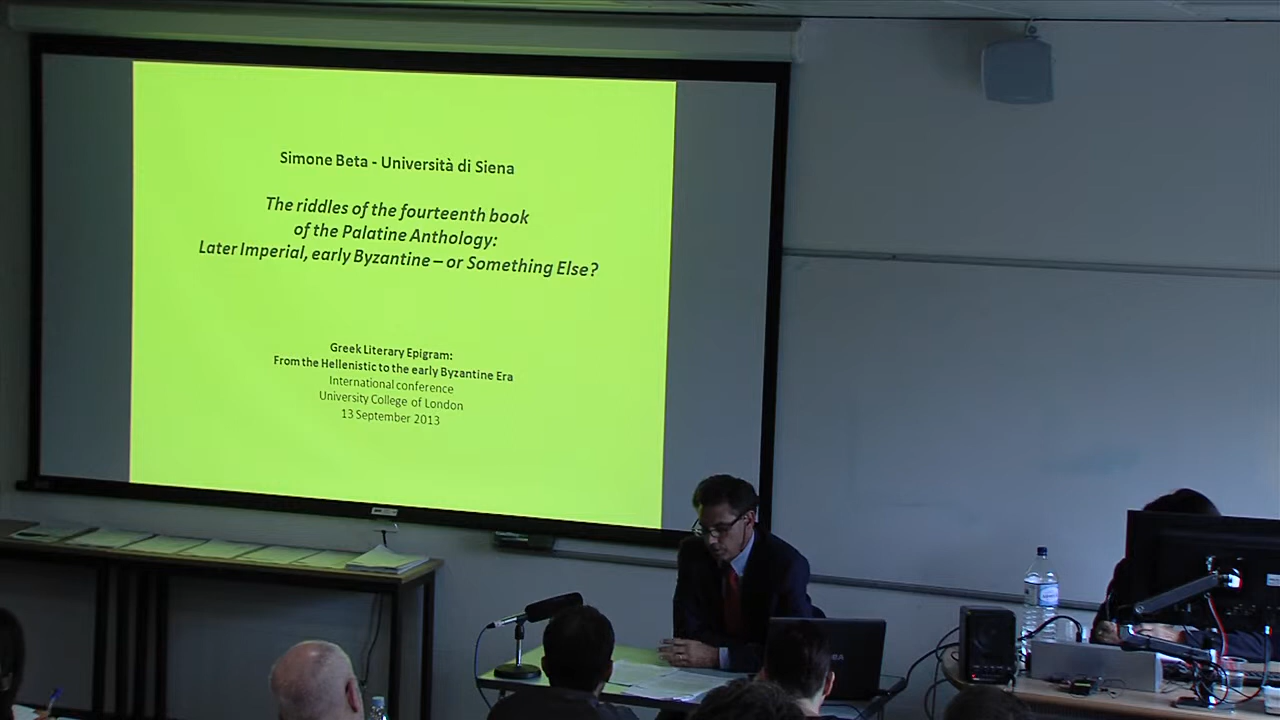 Simone Beta - Università di Siena
The riddles of the fourteenth book
of the Palatine Anthology:
Later Imperial, early Byzantine – or Something Else?
Greek Literary Epigram:
From the Hellenistic to the early Byzantine Era
International conference
University College of London
13 September 2013